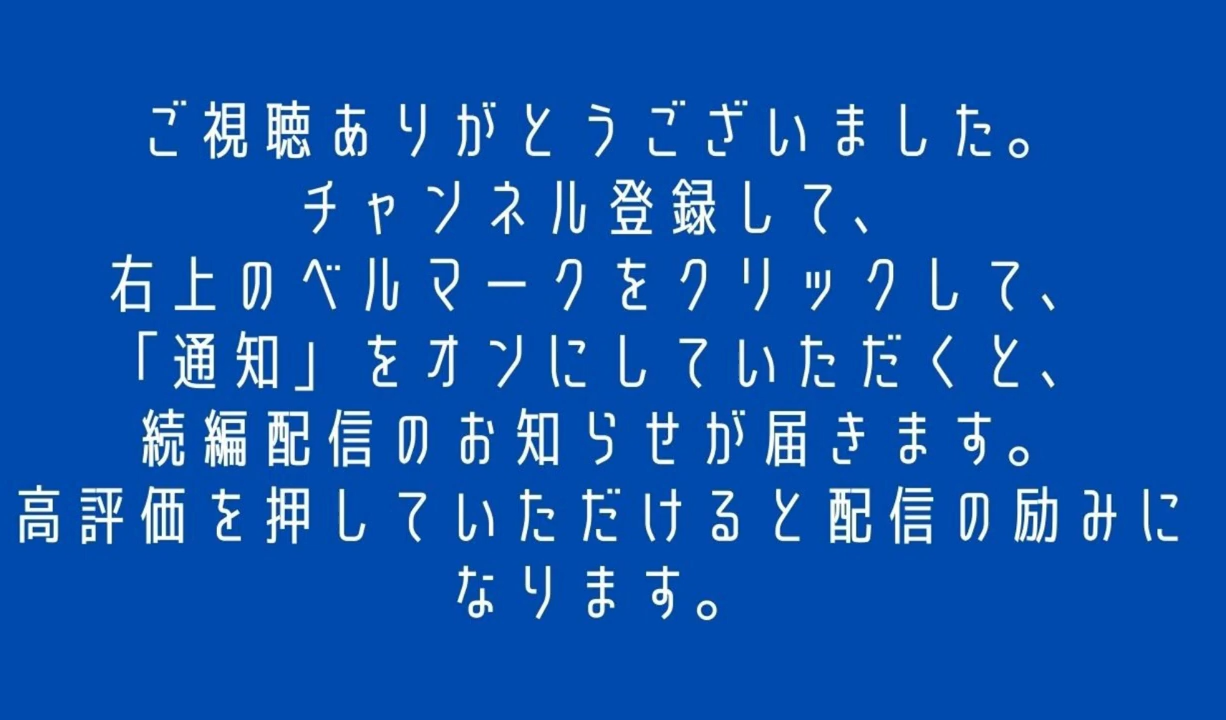 ご視聴ありがとうございました。
チャンネル登録して、
右上のベルマークをクリックして、
「通知」をオンにしていただくと、
続編配信のお知らせが届きます。
高評価を押していただけると配信の励みに
なります。